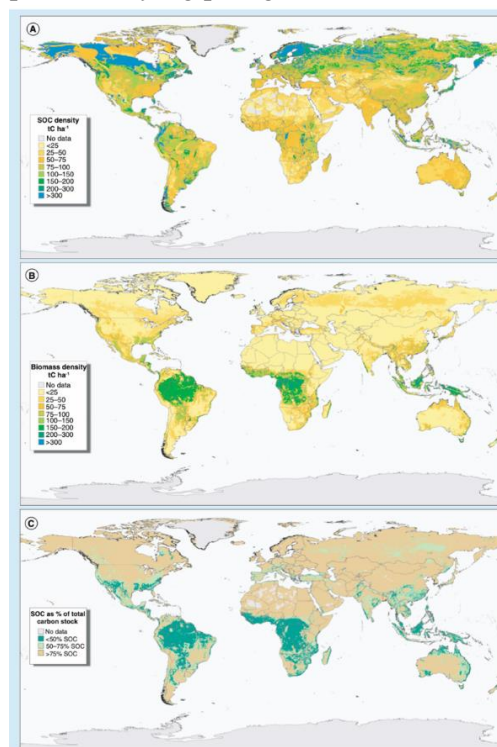 A
SOC density
tC ha⁻¹
No data
<25
25–50
50–75
75–100
100–150
150–200
200–300
>300
B
Biomass density
tC ha⁻¹
No data
<25
25–50
50–75
75–100
100–150
150–200
200–300
>300
C
SOC as % of total
carbon stock
No data
<50% SOC
50–75% SOC
>75% SOC